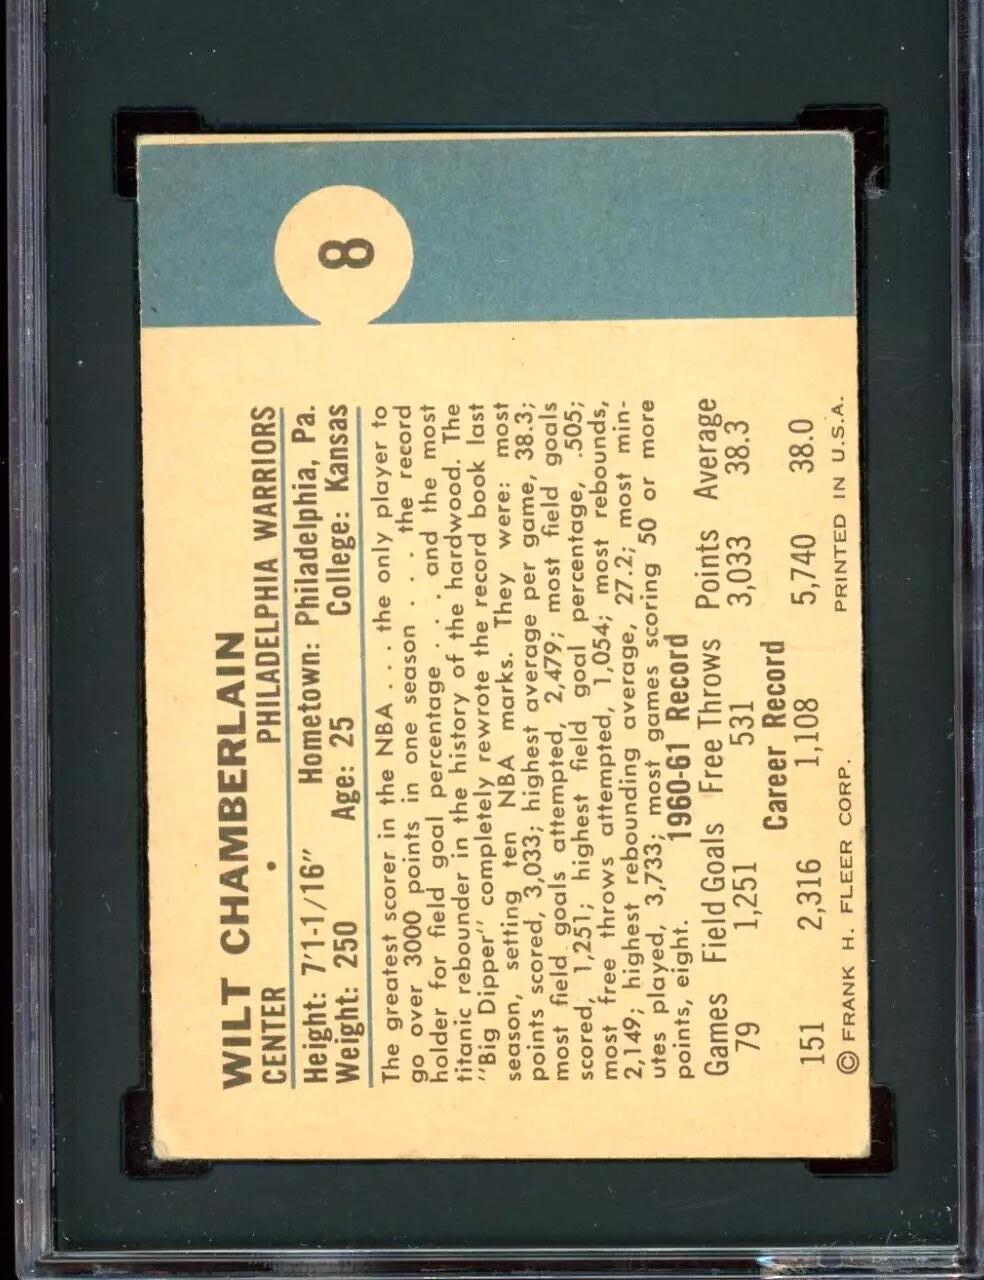 WILT CHAMBERLAIN
CENTER • PHILADELPHIA WARRIORS
Height: 7'1-1/16" Hometown: Philadelphia, Pa.
Weight: 250 Age: 25 College: Kansas
The greatest scorer in the NBA . . . the only player to
go over 3000 points in one season . . . the record
holder for field goal percentage . . . and the most
titanic rebounder in the history of the hardwood. The
"Big Dipper" completely rewrote the record book last
season, setting ten NBA marks. They were: most
points scored, 3,033; highest average per game, 38.3;
most field goals attempted, 2,479; most field goals
scored, 1,251; highest field goal percentage, .505;
most free throws attempted, 1,054; most rebounds,
2,149; highest rebounding average, 27.2; most min-
utes played, 3,733; most games scoring 50 or more
points, eight.
1960-61 Record
Games Field Goals Free Throws Points Average
79 1,251 531 3,033 38.3
Career Record
151 2,316 1,108 5,740 38.0
© FRANK H. FLEER CORP. PRINTED IN U.S.A.
8